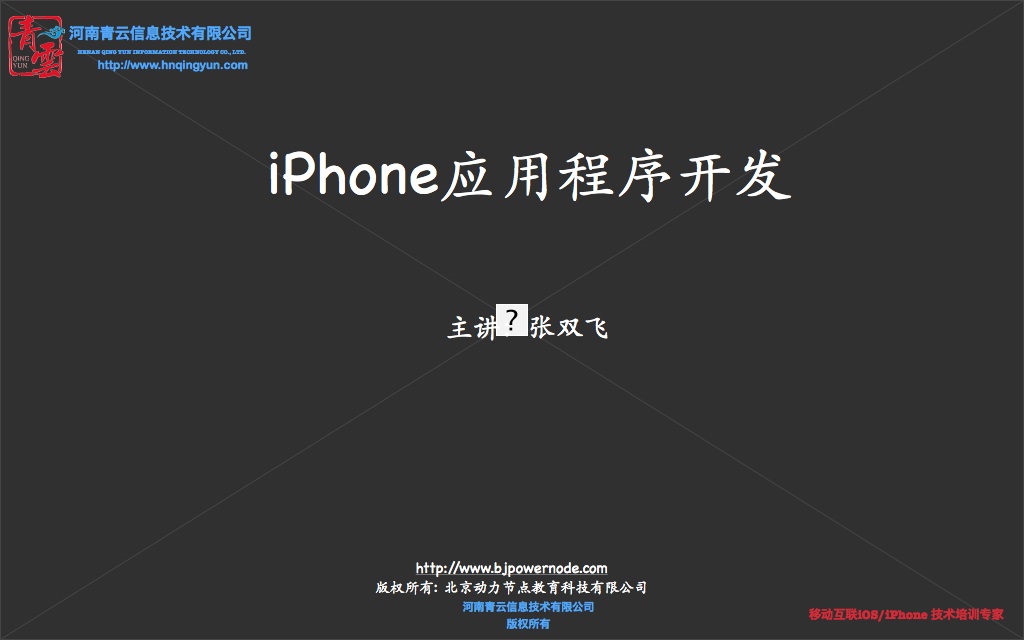 青雲
QING
YUN
河南青云信息技术有限公司
HENAN QING YUN INFORMATION TECHNOLOGY CO., LTD.
http://www.hnqingyun.com
iPhone应用程序开发
主讲 ? 张双飞
http://www.bjpowernode.com
版权所有: 北京动力节点教育科技有限公司
河南青云信息技术有限公司
版权所有
移动互联iOS/iPhone 技术培训专家